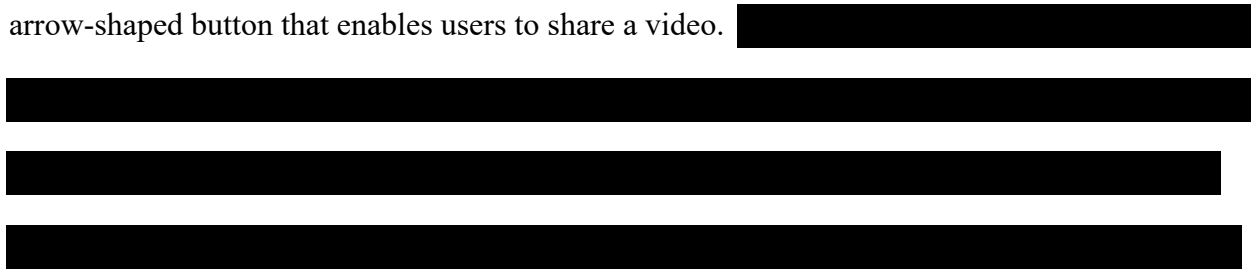 arrow-shaped button that enables users to share a video.